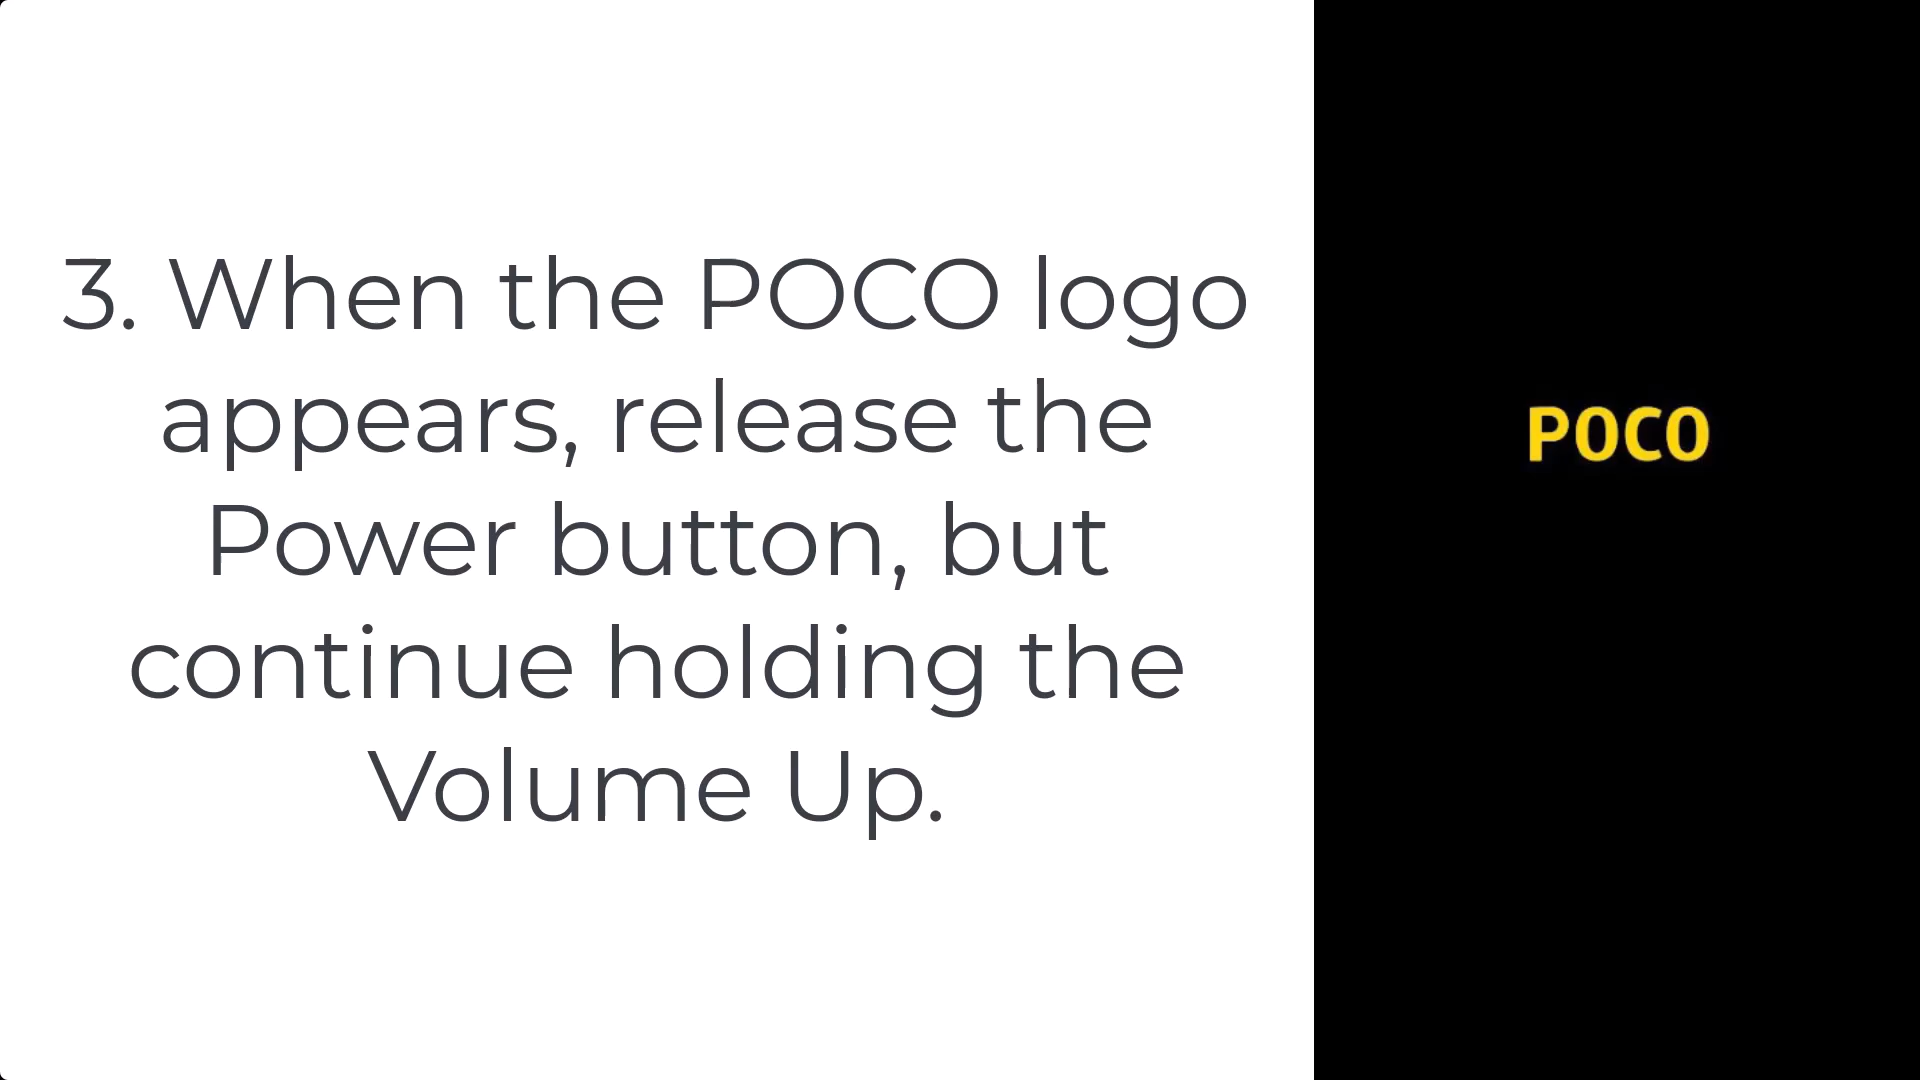 3. When the POCO logo
appears, release the
Power button, but
continue holding the
Volume Up.
POCO